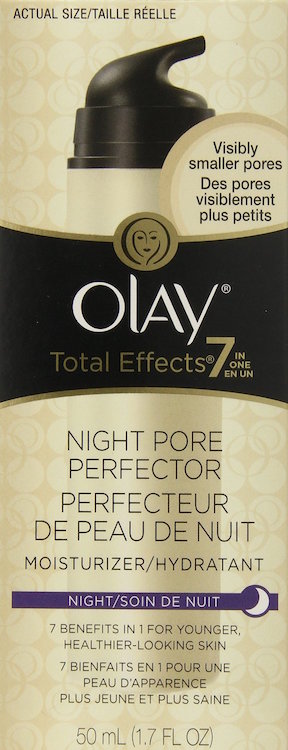 ACTUAL SIZE/TAILLE RÉELLE
Visibly
smaller pores
Des pores
visiblement
plus petits
OLAY®
Total Effects® 7 IN ONE EN UN
NIGHT PORE
PERFECTOR
PERFECTEUR
DE PEAU DE NUIT
MOISTURIZER/HYDRATANT
NIGHT/SOIN DE NUIT
7 BENEFITS IN 1 FOR YOUNGER,
HEALTHIER-LOOKING SKIN
7 BIENFAITS EN 1 POUR UNE
PEAU D'APPARENCE
PLUS JEUNE ET PLUS SAINE
50 mL (1.7 FL OZ)